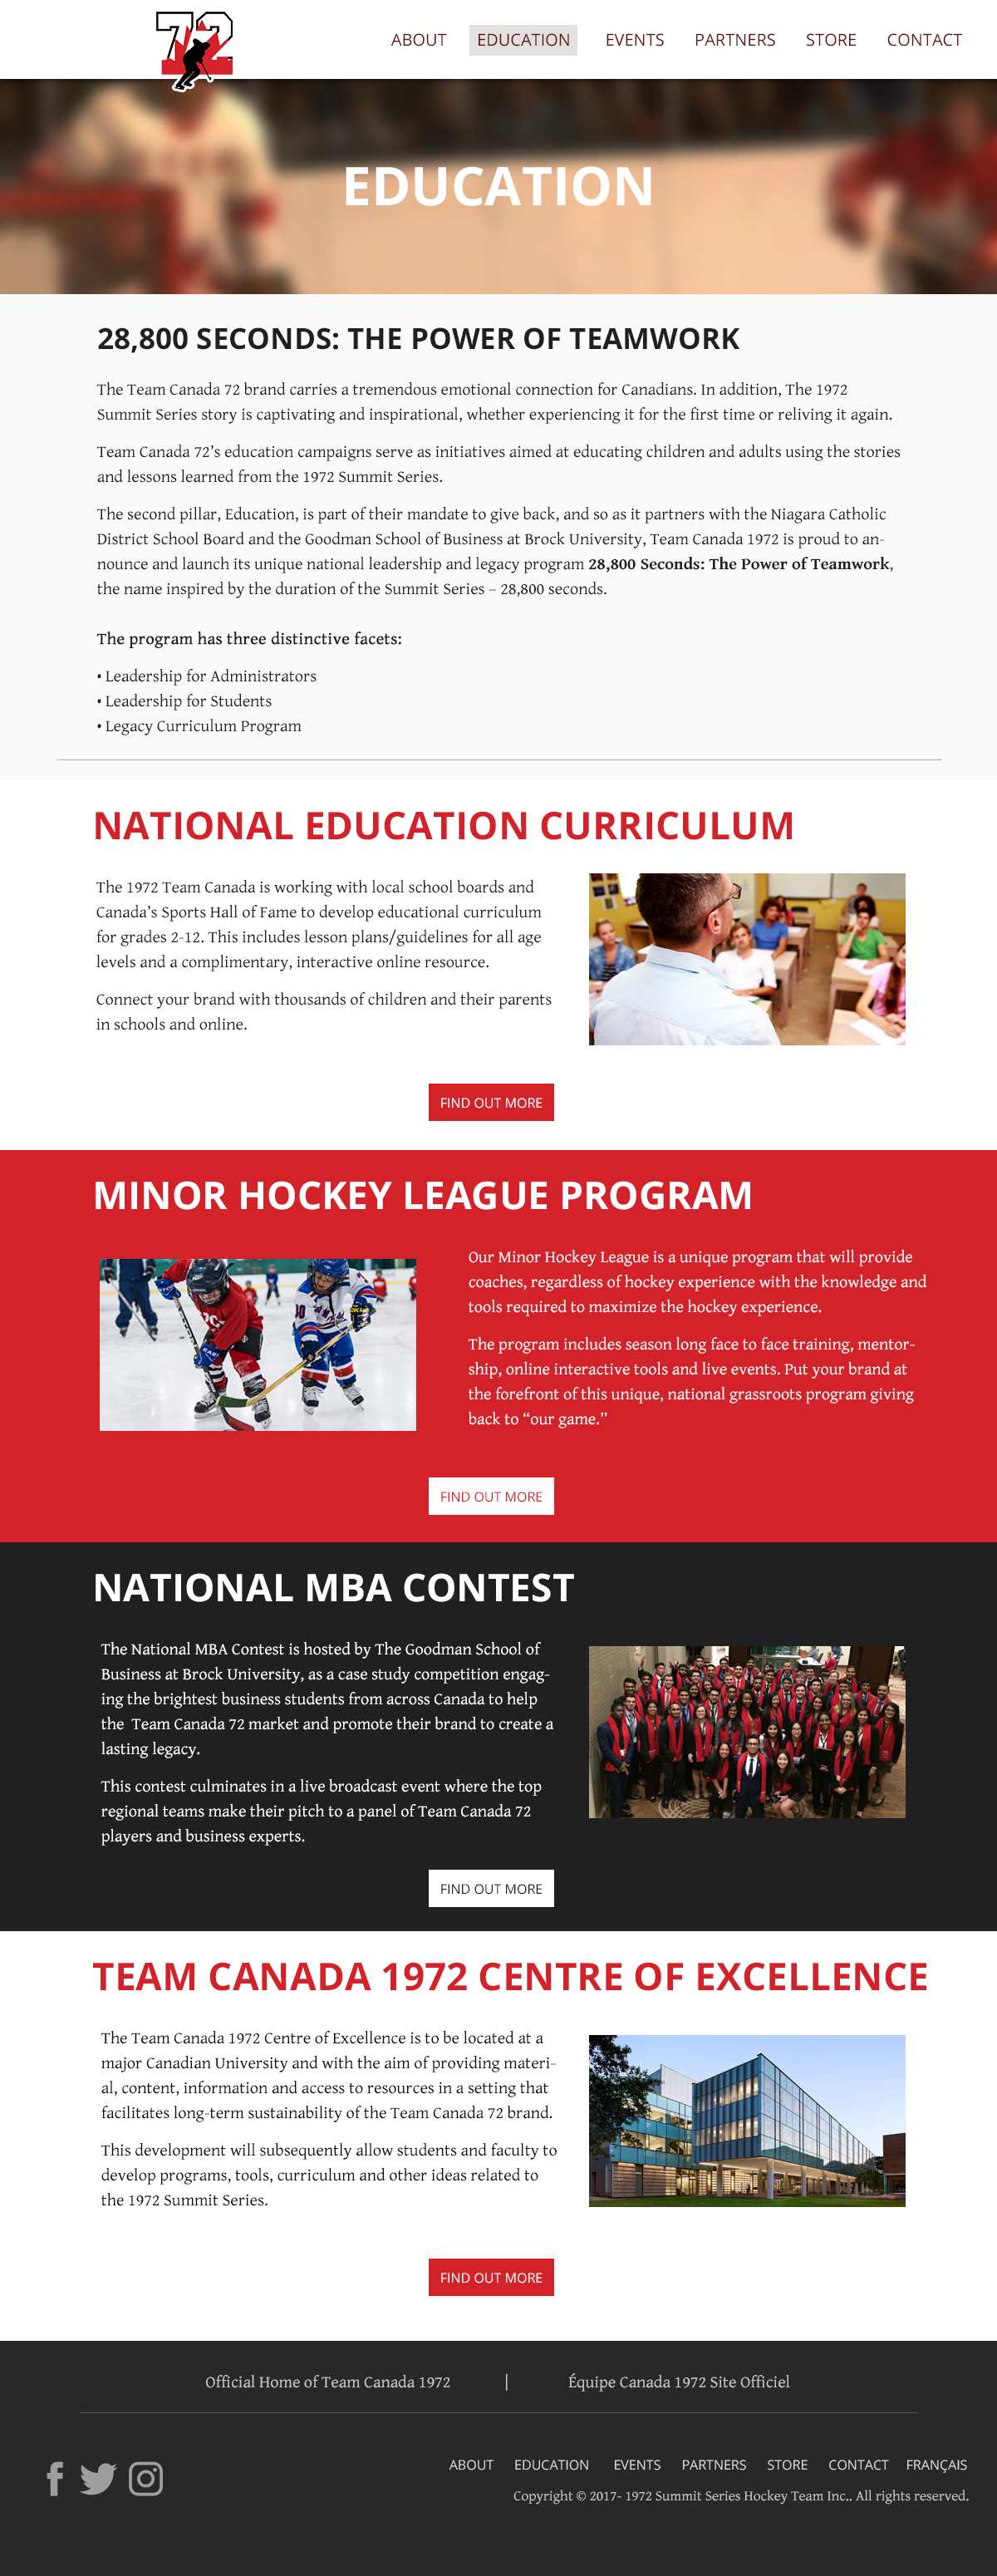 72
ABOUT EDUCATION EVENTS PARTNERS STORE CONTACT
EDUCATION
28,800 SECONDS: THE POWER OF TEAMWORK
The Team Canada 72 brand carries a tremendous emotional connection for Canadians. In addition, The 1972
Summit Series story is captivating and inspirational, whether experiencing it for the first time or reliving it again.
Team Canada 72’s education campaigns serve as initiatives aimed at educating children and adults using the stories
and lessons learned from the 1972 Summit Series.
The second pillar, Education, is part of their mandate to give back, and so as it partners with the Niagara Catholic
District School Board and the Goodman School of Business at Brock University, Team Canada 1972 is proud to an-
nounce and launch its unique national leadership and legacy program 28,800 Seconds: The Power of Teamwork,
the name inspired by the duration of the Summit Series – 28,800 seconds.
The program has three distinctive facets:
• Leadership for Administrators
• Leadership for Students
• Legacy Curriculum Program
NATIONAL EDUCATION CURRICULUM
The 1972 Team Canada is working with local school boards and
Canada’s Sports Hall of Fame to develop educational curriculum
for grades 2-12. This includes lesson plans/guidelines for all age
levels and a complimentary, interactive online resource.
Connect your brand with thousands of children and their parents
in schools and online.
FIND OUT MORE
MINOR HOCKEY LEAGUE PROGRAM
Our Minor Hockey League is a unique program that will provide
coaches, regardless of hockey experience with the knowledge and
tools required to maximize the hockey experience.
The program includes season long face to face training, mentor-
ship, online interactive tools and live events. Put your brand at
the forefront of this unique, national grassroots program giving
back to “our game.”
FIND OUT MORE
NATIONAL MBA CONTEST
The National MBA Contest is hosted by The Goodman School of
Business at Brock University, as a case study competition engag-
ing the brightest business students from across Canada to help
the  Team Canada 72 market and promote their brand to create a
lasting legacy.
This contest culminates in a live broadcast event where the top
regional teams make their pitch to a panel of Team Canada 72
players and business experts.
FIND OUT MORE
TEAM CANADA 1972 CENTRE OF EXCELLENCE
The Team Canada 1972 Centre of Excellence is to be located at a
major Canadian University and with the aim of providing materi-
al, content, information and access to resources in a setting that
facilitates long-term sustainability of the Team Canada 72 brand.
This development will subsequently allow students and faculty to
develop programs, tools, curriculum and other ideas related to
the 1972 Summit Series.
FIND OUT MORE
Official Home of Team Canada 1972 | Équipe Canada 1972 Site Officiel
ABOUT EDUCATION EVENTS PARTNERS STORE CONTACT FRANÇAIS
Copyright © 2017- 1972 Summit Series Hockey Team Inc.. All rights reserved.